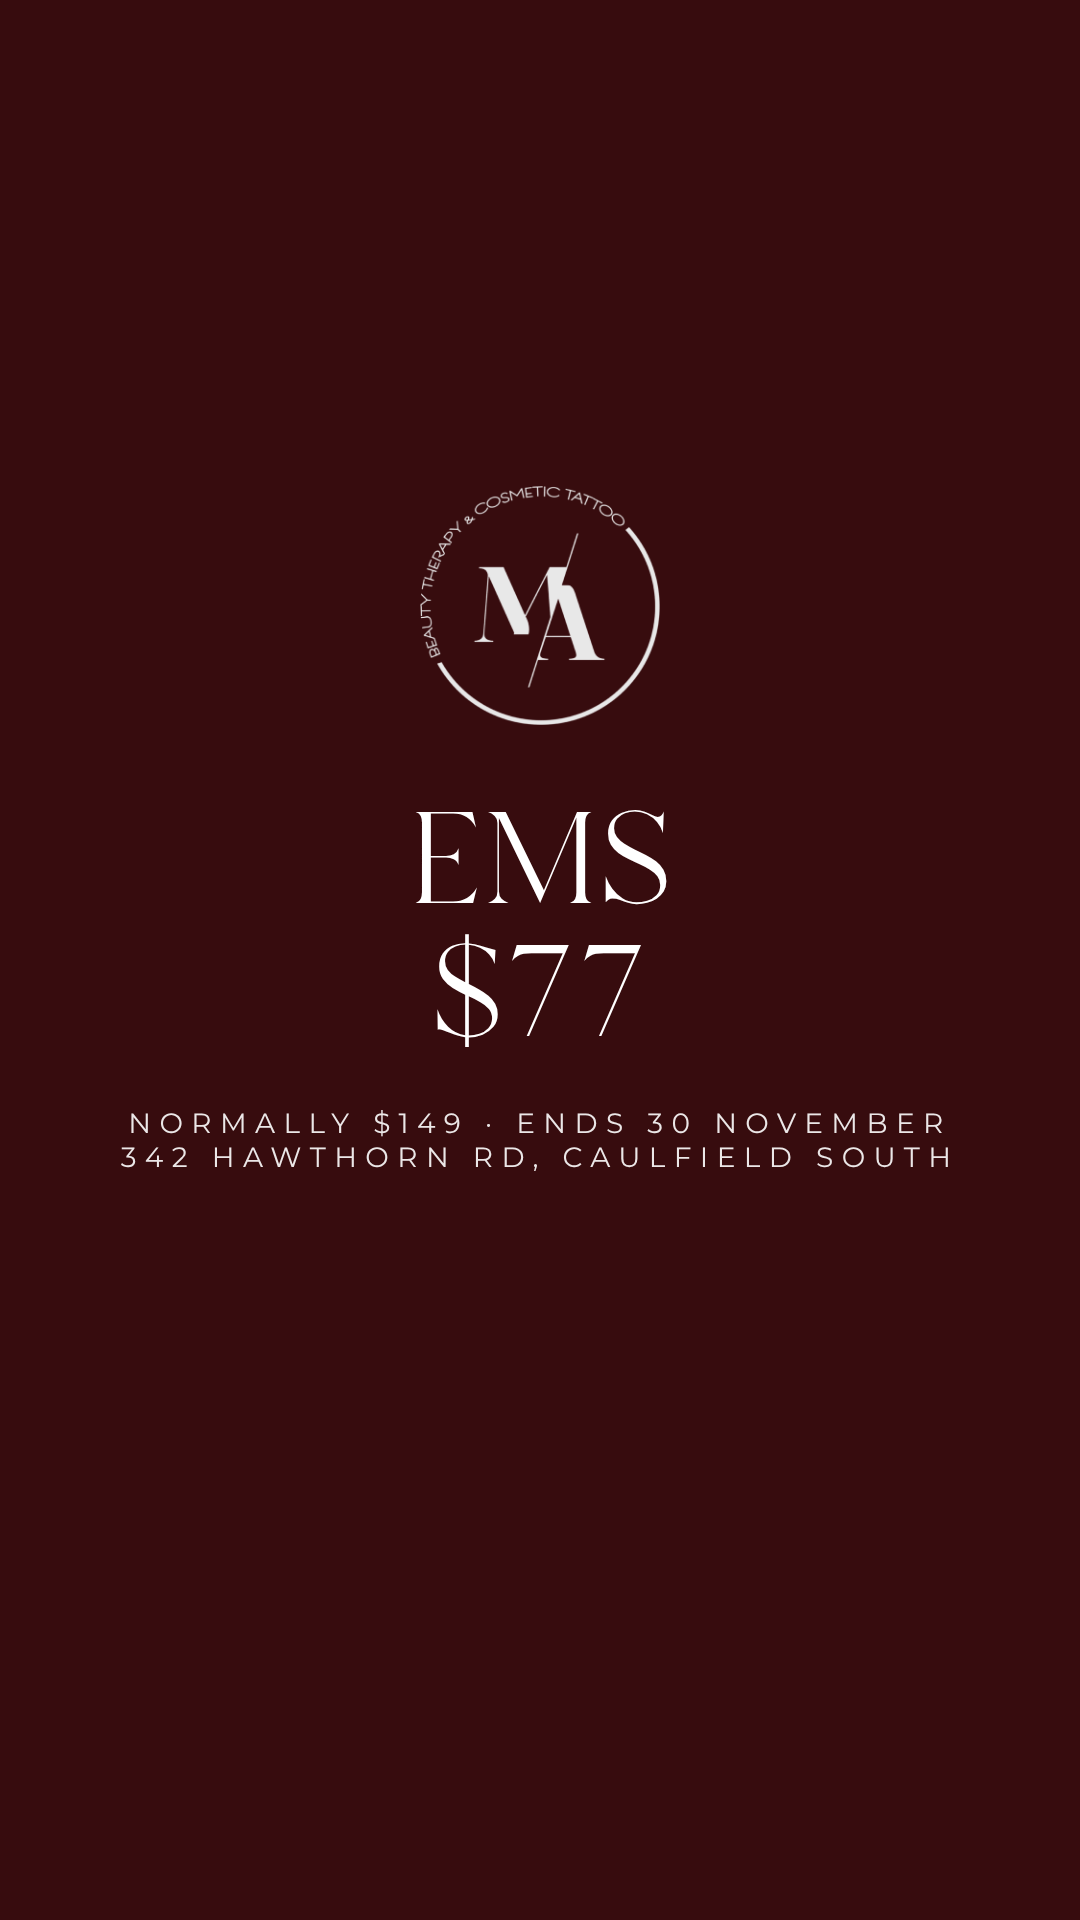 BEAUTY THERAPY & COSMETIC TATTOO
MA
EMS
$77
NORMALLY $149 · ENDS 30 NOVEMBER
342 HAWTHORN RD, CAULFIELD SOUTH